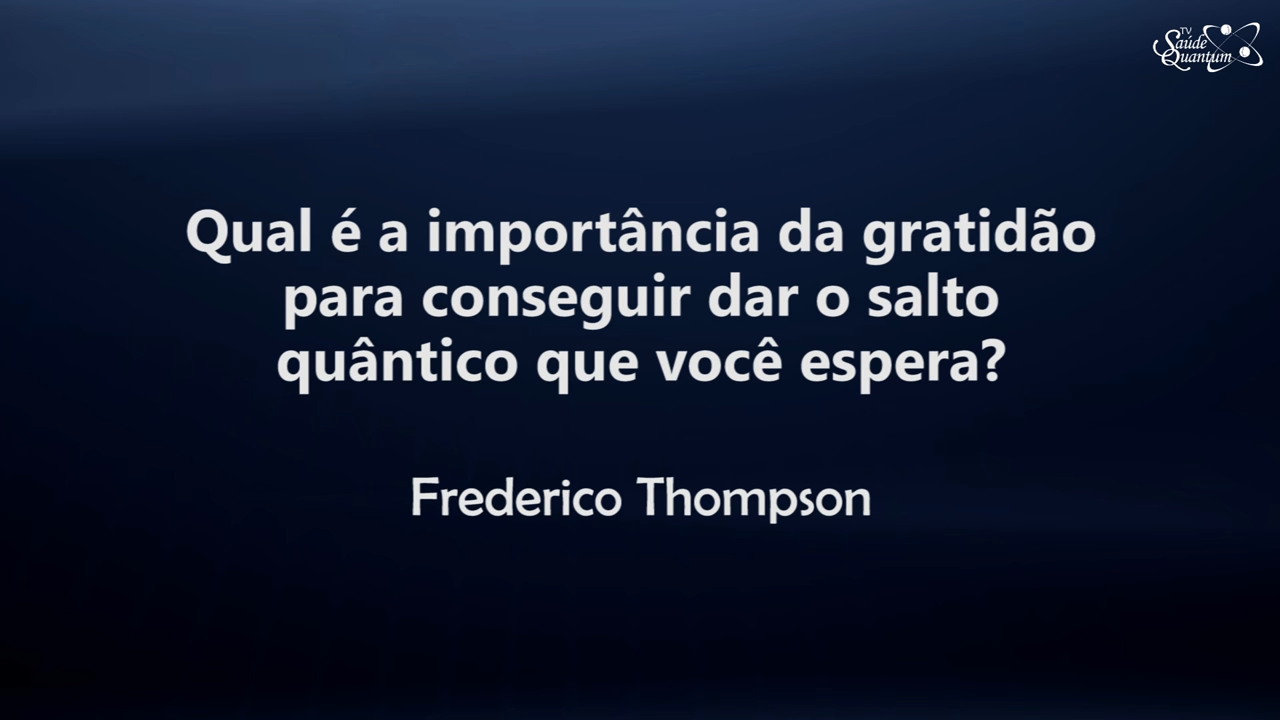 TV
Saúde
Quantum
Qual é a importância da gratidão
para conseguir dar o salto
quântico que você espera?
Frederico Thompson